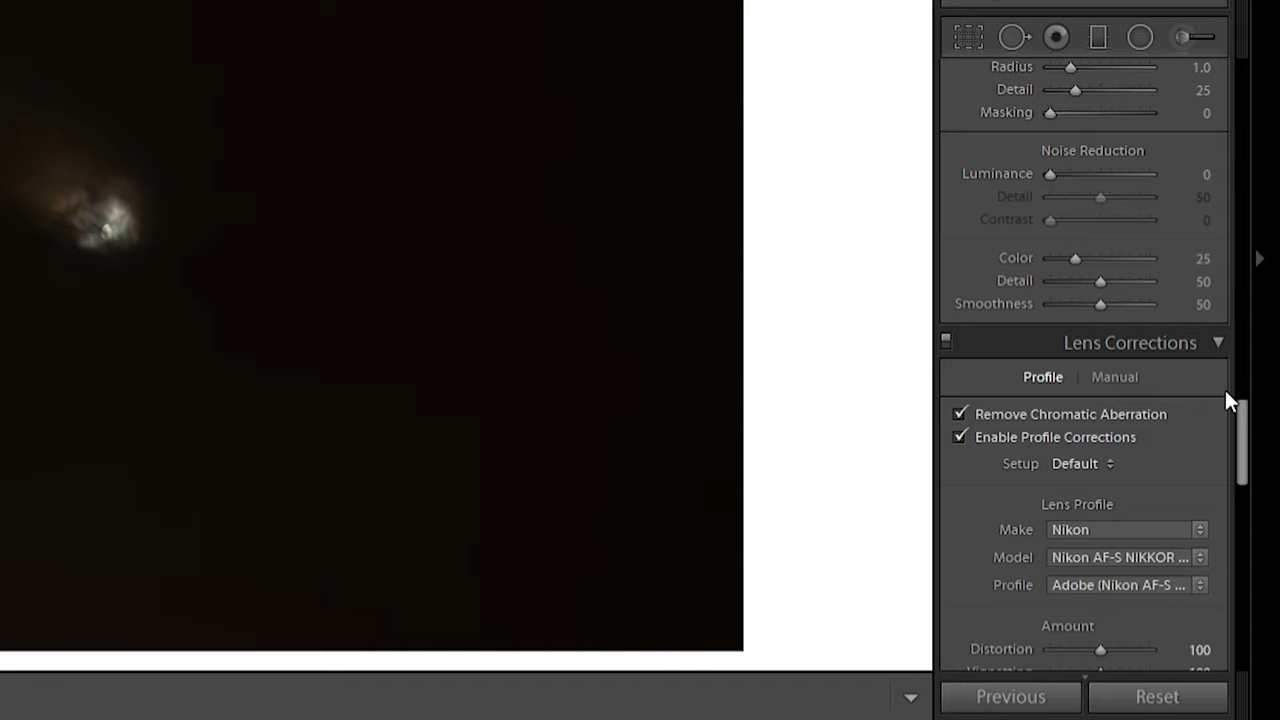 Radius 1.0
Detail 25
Masking 0
Noise Reduction
Luminance 0
Detail 50
Contrast 0
Color 25
Detail 50
Smoothness 50
Lens Corrections
Profile | Manual
Remove Chromatic Aberration
Enable Profile Corrections
Setup Default
Lens Profile
Make Nikon
Model Nikon AF-S NIKKOR ...
Profile Adobe (Nikon AF-S ...
Amount
Distortion 100
Previous Reset